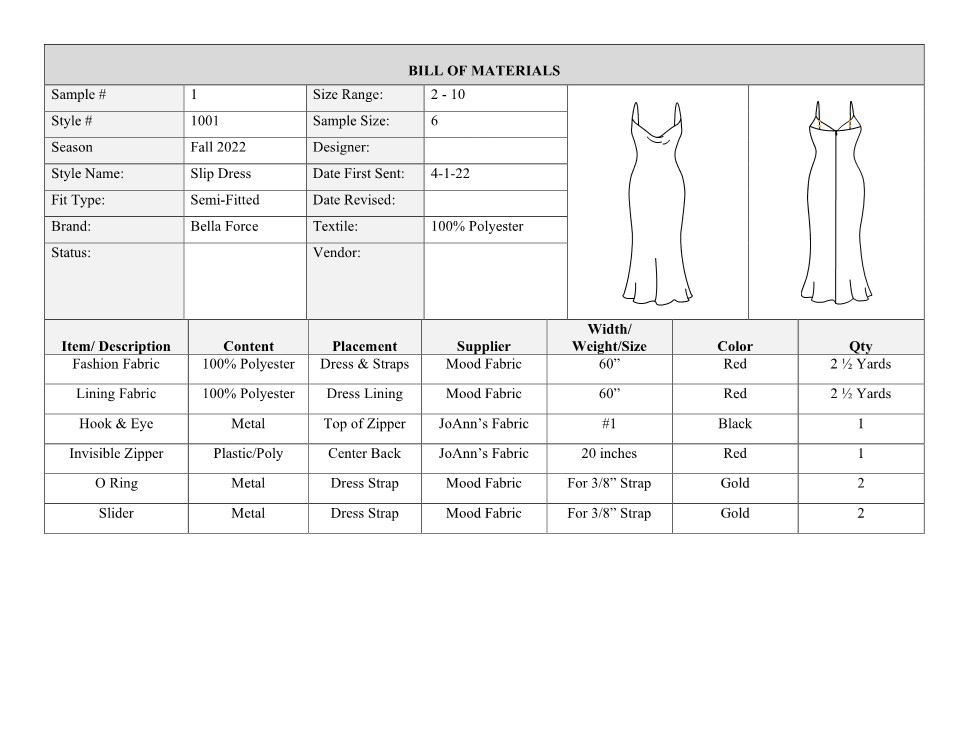 BILL OF MATERIALS
Sample # 1 Size Range: 2 - 10
Style # 1001 Sample Size: 6
Season Fall 2022 Designer:
Style Name: Slip Dress Date First Sent: 4-1-22
Fit Type: Semi-Fitted Date Revised:
Brand: Bella Force Textile: 100% Polyester
Status: Vendor:
Item/ Description Content Placement Supplier Width/ Weight/Size Color Qty
Fashion Fabric 100% Polyester Dress & Straps Mood Fabric 60” Red 2 ½ Yards
Lining Fabric 100% Polyester Dress Lining Mood Fabric 60” Red 2 ½ Yards
Hook & Eye Metal Top of Zipper JoAnn’s Fabric #1 Black 1
Invisible Zipper Plastic/Poly Center Back JoAnn’s Fabric 20 inches Red 1
O Ring Metal Dress Strap Mood Fabric For 3/8” Strap Gold 2
Slider Metal Dress Strap Mood Fabric For 3/8” Strap Gold 2